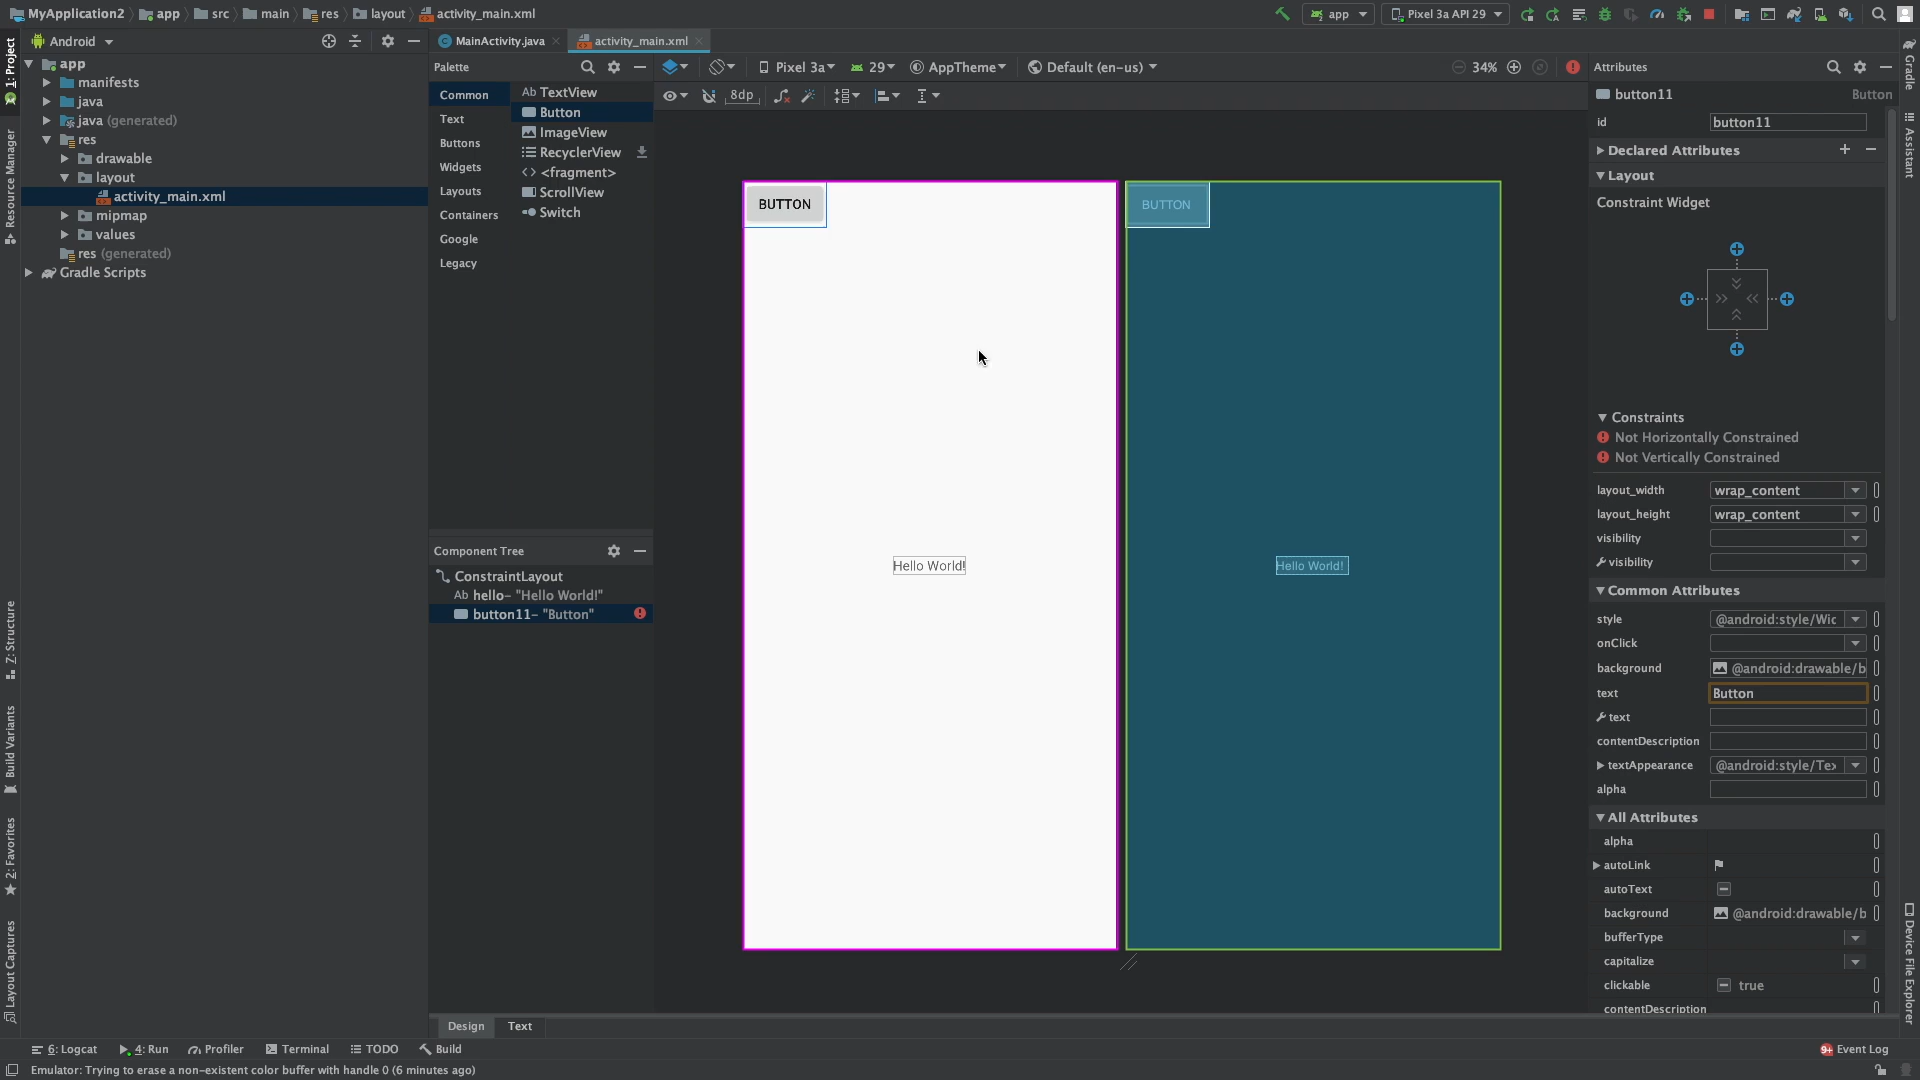 MyApplication2 app src main res layout activity_main.xml
app Pixel 3a API 29
1: Project
Resource Manager
Z: Structure
Build Variants
2: Favorites
Layout Captures
Android
app
manifests
java
java (generated)
res
drawable
layout
activity_main.xml
mipmap
values
res (generated)
Gradle Scripts
MainActivity.java activity_main.xml
Palette
Common
Text
Buttons
Widgets
Layouts
Containers
Google
Legacy
Ab TextView
Button
ImageView
RecyclerView
<> <fragment>
ScrollView
Switch
Component Tree
ConstraintLayout
Ab hello- "Hello World!"
button11- "Button"
Pixel 3a 29 AppTheme Default (en-us) 34%
8dp
BUTTON
Hello World!
BUTTON
Hello World!
Design Text
Attributes
button11 Button
id button11
Declared Attributes
Layout
Constraint Widget
Constraints
Not Horizontally Constrained
Not Vertically Constrained
layout_width wrap_content
layout_height wrap_content
visibility
visibility
Common Attributes
style @android:style/Wic
onClick
background @android:drawable/b
text Button
text
contentDescription
textAppearance @android:style/Tex
alpha
All Attributes
alpha
autoLink
autoText
background @android:drawable/b
bufferType
capitalize
clickable true
contentDescription
Gradle
Assistant
Device File Explorer
6: Logcat 4: Run Profiler Terminal TODO Build 9+ Event Log
Emulator: Trying to erase a non-existent color buffer with handle 0 (6 minutes ago)